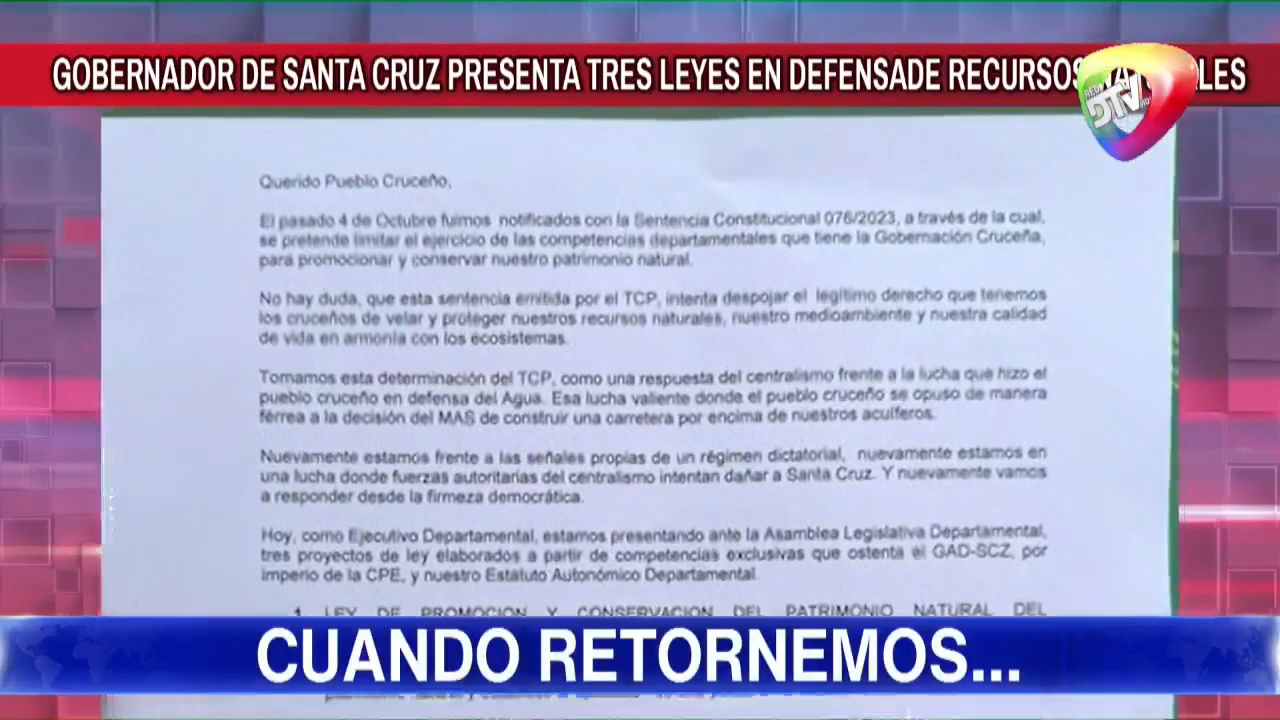 GOBERNADOR DE SANTA CRUZ PRESENTA TRES LEYES EN DEFENSADE RECURSOS
DTV
Querido Pueblo Cruceño,
El pasado 4 de Octubre fuimos notificados con la Sentencia Constitucional 076/2023, a través de la cual,
se pretende limitar el ejercicio de las competencias departamentales que tiene la Gobernación Cruceña,
para promocionar y conservar nuestro patrimonio natural.
No hay duda, que esta sentencia emitida por el TCP, intenta despojar el legítimo derecho que tenemos
los cruceños de velar y proteger nuestros recursos naturales, nuestro medioambiente y nuestra calidad
de vida en armonía con los ecosistemas.
Tomamos esta determinación del TCP, como una respuesta del centralismo frente a la lucha que hizo el
pueblo cruceño en defensa del Agua. Esa lucha valiente donde el pueblo cruceño se opuso de manera
férrea a la decisión del MAS de construir una carretera por encima de nuestros acuíferos.
Nuevamente estamos frente a las señales propias de un régimen dictatorial, nuevamente estamos en
una lucha donde fuerzas autoritarias del centralismo intentan dañar a Santa Cruz. Y nuevamente vamos
a responder desde la firmeza democrática.
Hoy, como Ejecutivo Departamental, estamos presentando ante la Asamblea Legislativa Departamental,
tres proyectos de ley elaborados a partir de competencias exclusivas que ostenta el GAD-SCZ, por
imperio de la CPE, y nuestro Estatuto Autonómico Departamental.
1. LEY DE PROMOCION Y CONSERVACION DEL PATRIMONIO NATURAL DEL
CUANDO RETORNEMOS...